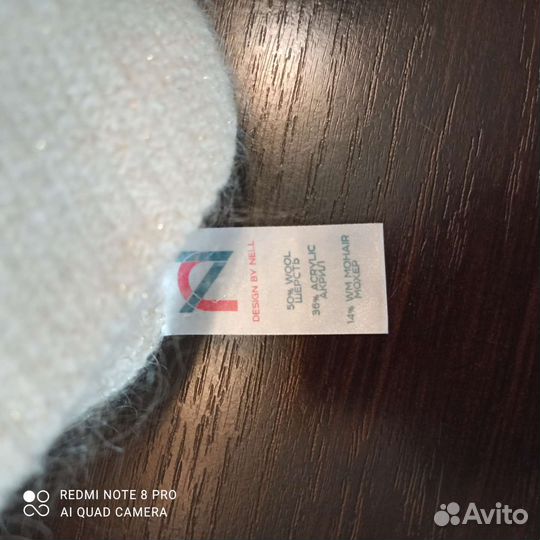 DESIGN BY NELL
50% WOOL
ШЕРСТЬ
36% ACRYLIC
АКРИЛ
14% WM MOHAIR
МОХЕР
REDMI NOTE 8 PRO
AI QUAD CAMERA
Avito